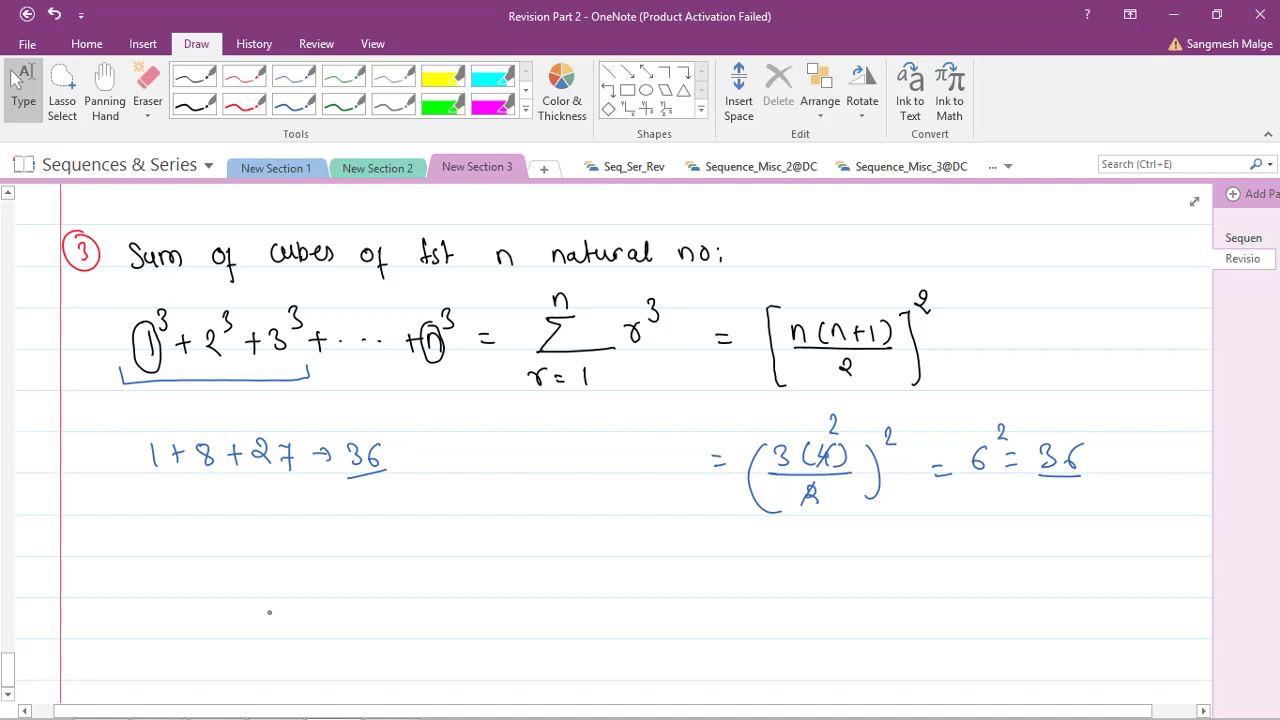 Revision Part 2 - OneNote (Product Activation Failed)
?
File Home Insert Draw History Review View Sangmesh Malge
Type Lasso Select Panning Hand Eraser Color & Thickness Insert Space Delete Arrange Rotate Ink to Text Ink to Math
Tools Shapes Edit Convert
Sequences & Series New Section 1 New Section 2 New Section 3 + Seq_Ser_Rev Sequence_Misc_2@DC Sequence_Misc_3@DC ... Search (Ctrl+E)
Add Pa
Sequen
Revisio
③ Sum of cubes of Ist n natural no:
1³ + 2³ + 3³ + ... + n³ = ∑_{r=1}^{n} r³ = [n(n+1)/2]²
1 + 8 + 27 → 36 = (3(4)/2)² = 6² = 36